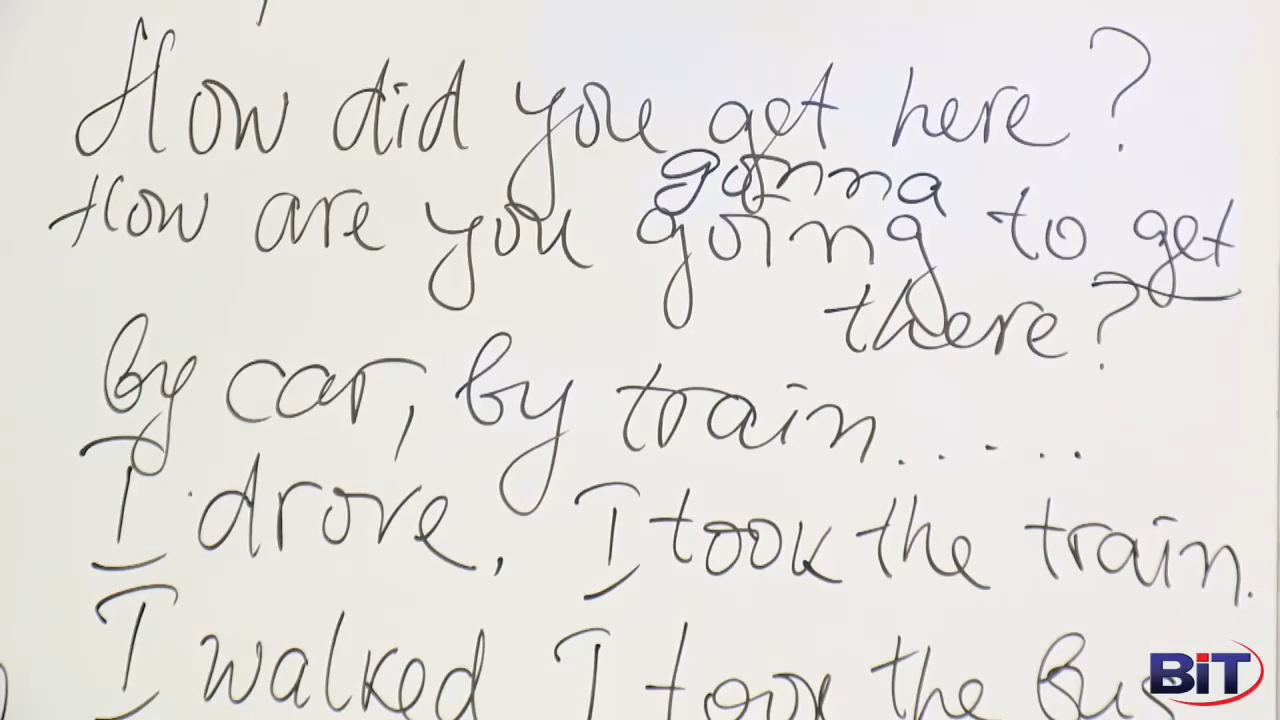 How did you get here?
gonna
How are you going to get
there?
by car, by train.....
I drove. I took the train.
I walked I took the Bus
BiT